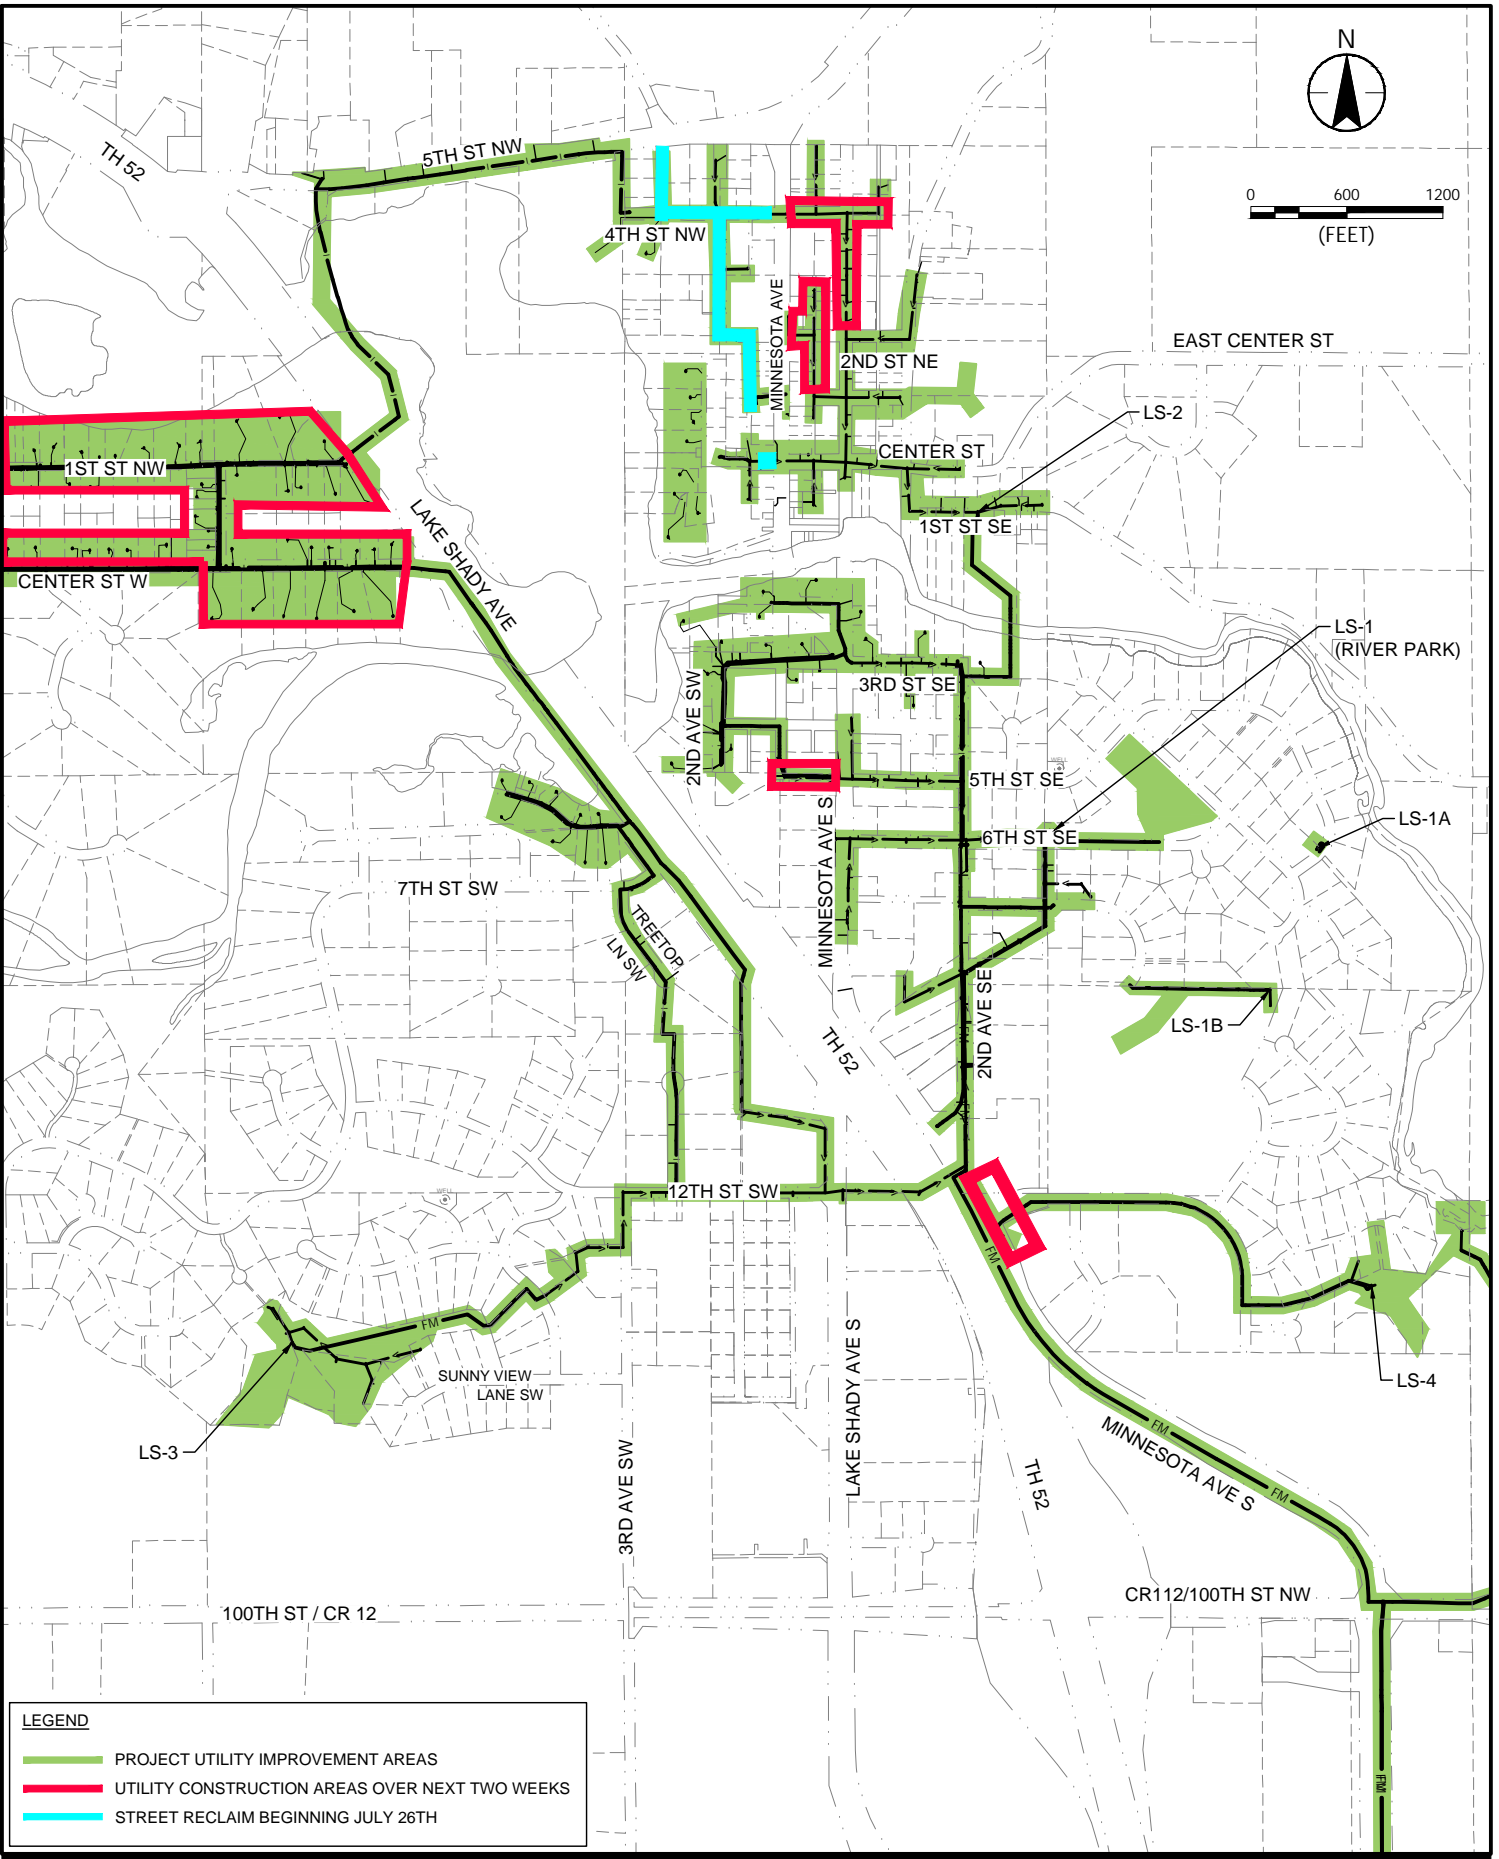 N
0 600 1200
(FEET)
TH 52
5TH ST NW
4TH ST NW
MINNESOTA AVE
EAST CENTER ST
2ND ST NE
LS-2
CENTER ST
1ST ST NW
LAKE SHADY AVE
1ST ST SE
CENTER ST W
LS-1
(RIVER PARK)
3RD ST SE
2ND AVE SW
WELL
5TH ST SE
MINNESOTA AVE S
LS-1A
6TH ST SE
7TH ST SW
TREETOP
LN SW
2ND AVE SE
LS-1B
TH 52
FM
FM
WELL
12TH ST SW
FM
FM
SUNNY VIEW
LANE SW
LAKE SHADY AVE S
LS-4
LS-3
3RD AVE SW
FM
MINNESOTA AVE S
FM
TH 52
CR112/100TH ST NW
100TH ST / CR 12
FM
LEGEND
PROJECT UTILITY IMPROVEMENT AREAS
UTILITY CONSTRUCTION AREAS OVER NEXT TWO WEEKS
STREET RECLAIM BEGINNING JULY 26TH